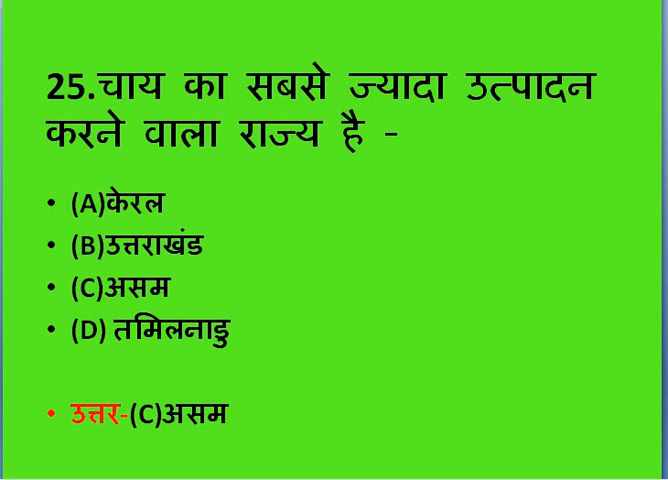 25.चाय का सबसे ज्यादा उत्पादन
करने वाला राज्य है -
• (A)केरल
• (B)उत्तराखंड
• (C)असम
• (D) तमिलनाडु
• उत्तर-(C)असम